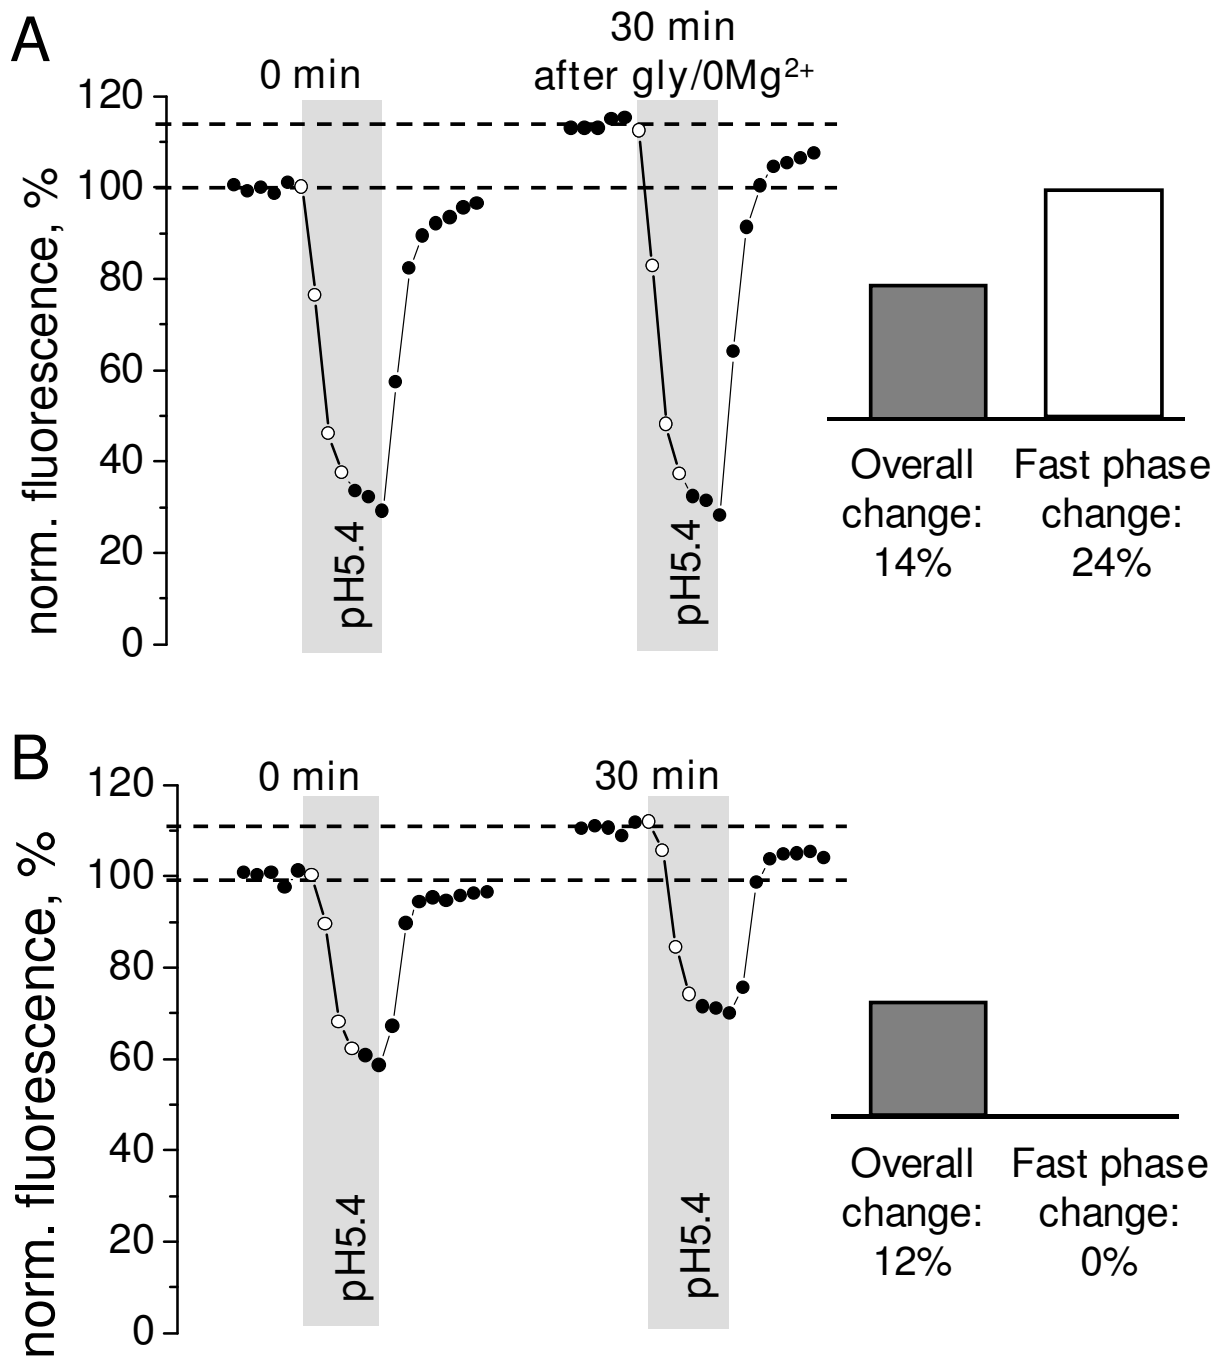 A
0 min
30 min
after gly/0Mg²⁺
120
100
80
60
40
20
0
norm. fluorescence, %
pH5.4
pH5.4
Overall
change:
14%
Fast phase
change:
24%
B
0 min
30 min
120
100
80
60
40
20
0
norm. fluorescence, %
pH5.4
pH5.4
Overall
change:
12%
Fast phase
change:
0%